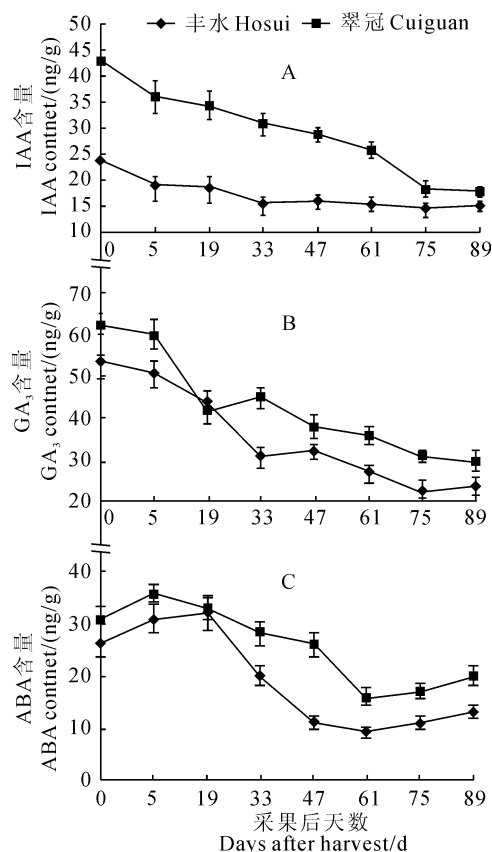 丰水 Hosui 翠冠 Cuiguan
IAA含量
IAA contnet/(ng/g)
50
45
40
35
30
25
20
15
10
A
0 5 19 33 47 61 75 89
GA₃含量
GA₃ contnet/(ng/g)
70
60
50
40
30
20
B
0 5 19 33 47 61 75 89
ABA含量
ABA contnet/(ng/g)
40
30
20
10
0
C
0 5 19 33 47 61 75 89
采果后天数
Days after harvest/d